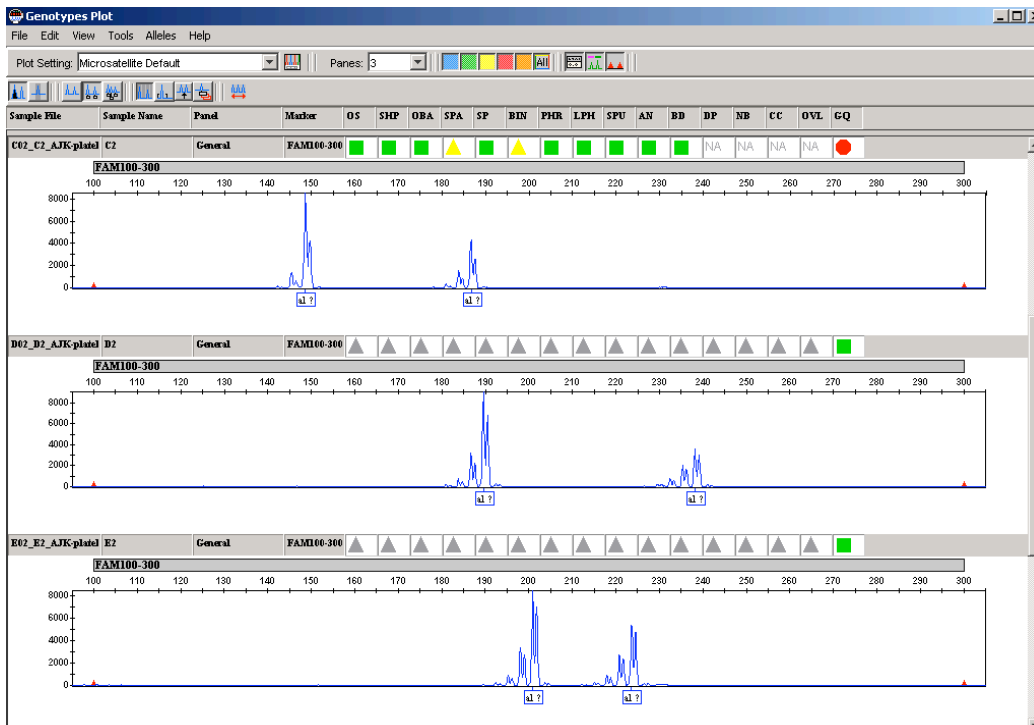 Genotypes Plot
File Edit View Tools Alleles Help
Plot Setting: Microsatellite Default Panes: 3 All
Sample File Sample Name Panel Marker OS SHP OBA SPA SP BIN PHR LPH SPU AN BD DP NB CC OVL GQ
C02_C2_AJK-plateI C2 General FAM100-300 NA NA NA NA
FAM100-300
100 110 120 130 140 150 160 170 180 190 200 210 220 230 240 250 260 270 280 290 300
8000
6000
4000
2000
0
al ? al ?
D02_D2_AJK-plateI D2 General FAM100-300
FAM100-300
100 110 120 130 140 150 160 170 180 190 200 210 220 230 240 250 260 270 280 290 300
8000
6000
4000
2000
0
al ? al ?
E02_E2_AJK-plateI E2 General FAM100-300
FAM100-300
100 110 120 130 140 150 160 170 180 190 200 210 220 230 240 250 260 270 280 290 300
8000
6000
4000
2000
0
al ? al ?